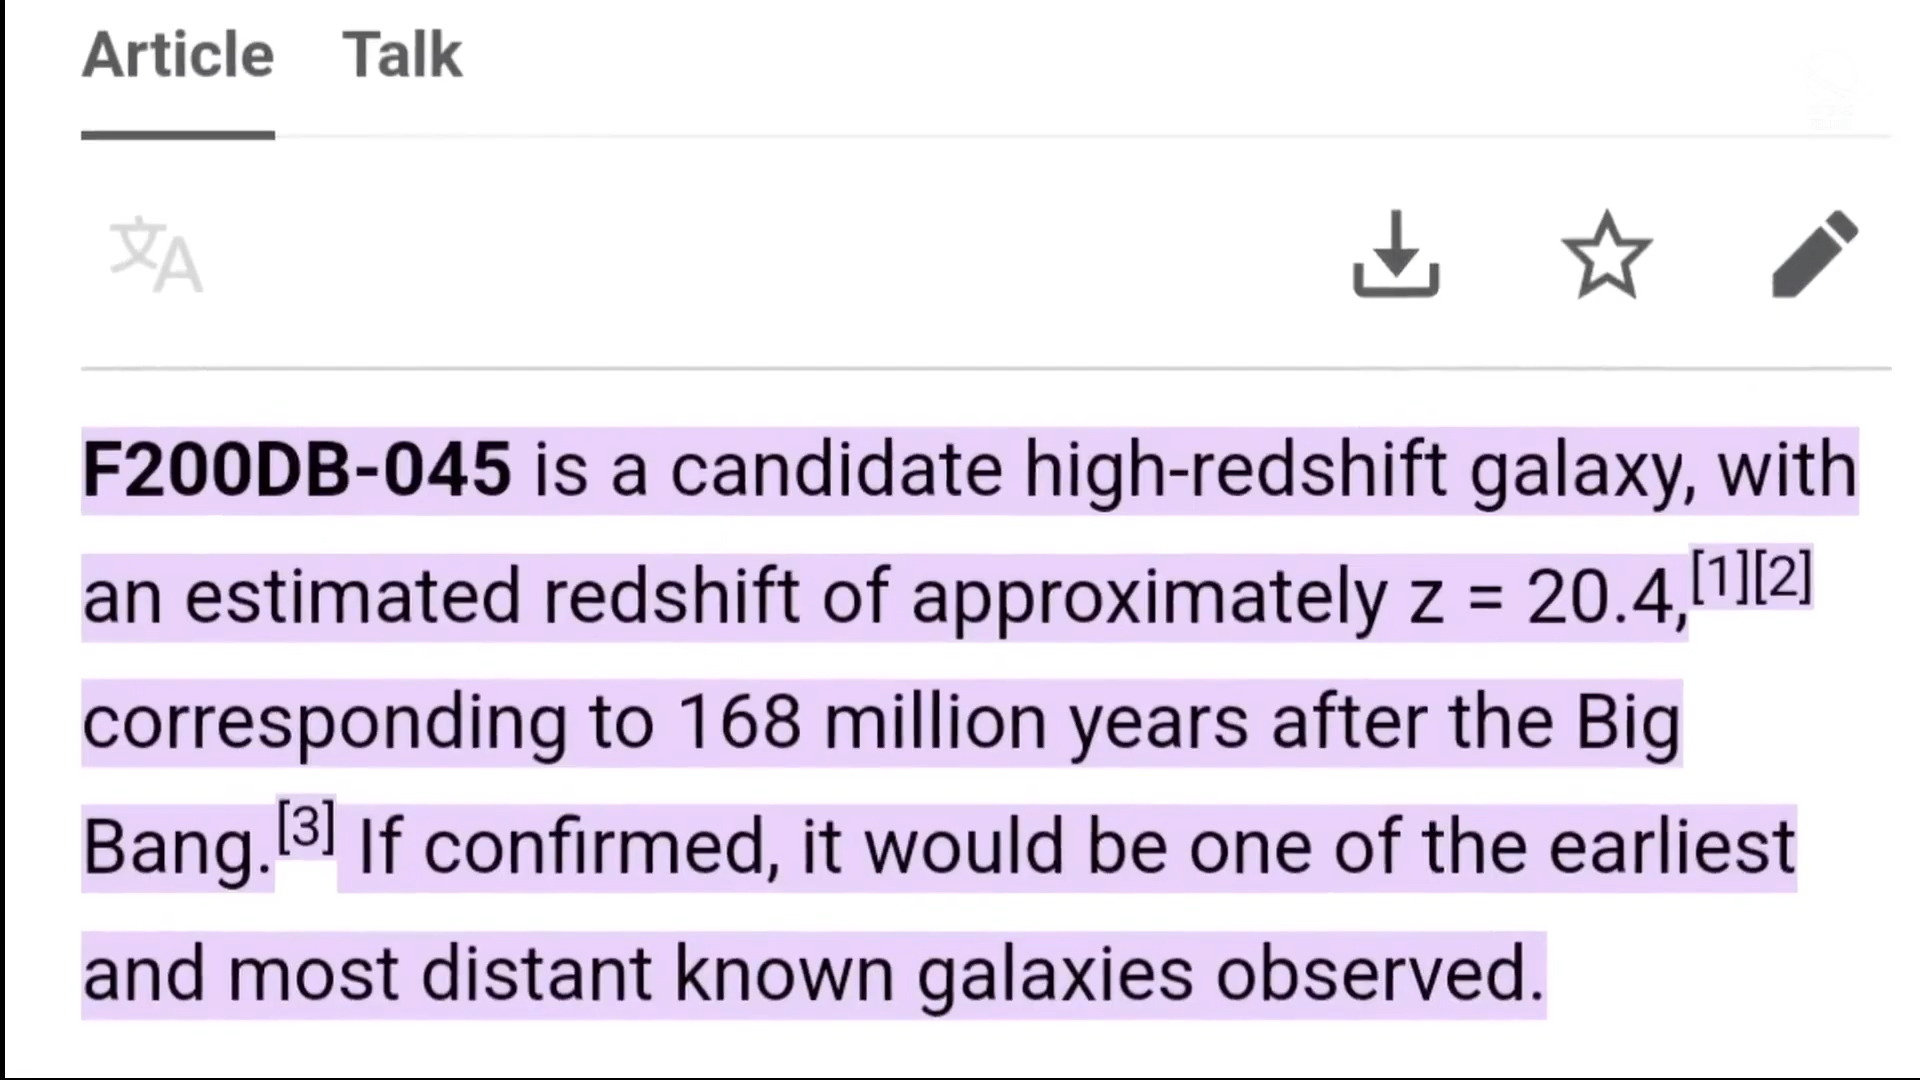 Article Talk
文A
F200DB-045 is a candidate high-redshift galaxy, with
an estimated redshift of approximately z = 20.4,[1][2]
corresponding to 168 million years after the Big
Bang.[3] If confirmed, it would be one of the earliest
and most distant known galaxies observed.